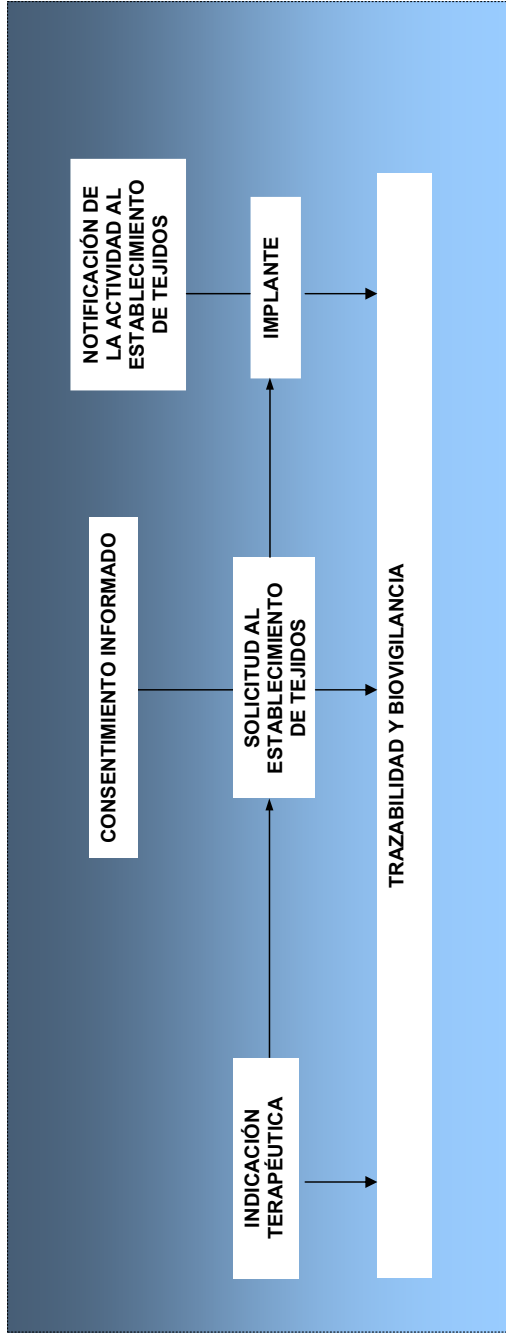 CONSENTIMIENTO INFORMADO
NOTIFICACIÓN DE
LA ACTIVIDAD AL
ESTABLECIMIENTO
DE TEJIDOS
INDICACIÓN
TERAPÉUTICA
SOLICITUD AL
ESTABLECIMIENTO
DE TEJIDOS
IMPLANTE
TRAZABILIDAD Y BIOVIGILANCIA